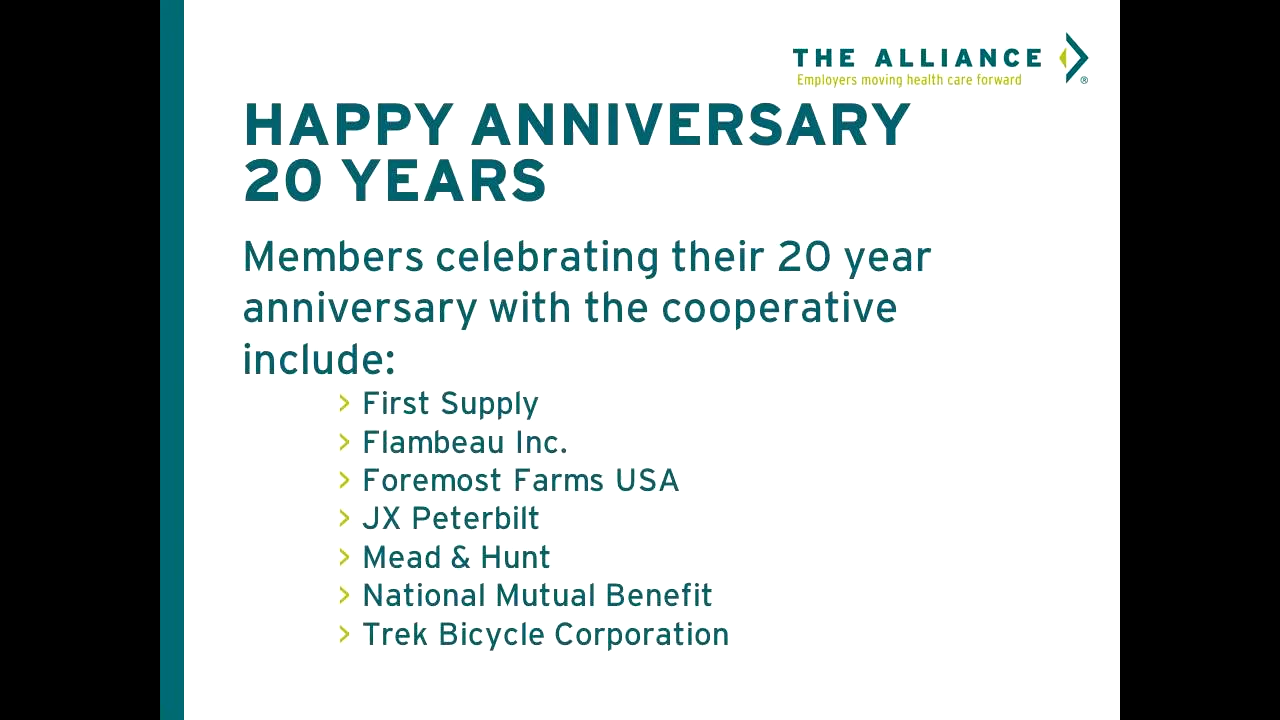 THE ALLIANCE
Employers moving health care forward
®
HAPPY ANNIVERSARY
20 YEARS
Members celebrating their 20 year
anniversary with the cooperative
include:
> First Supply
> Flambeau Inc.
> Foremost Farms USA
> JX Peterbilt
> Mead & Hunt
> National Mutual Benefit
> Trek Bicycle Corporation